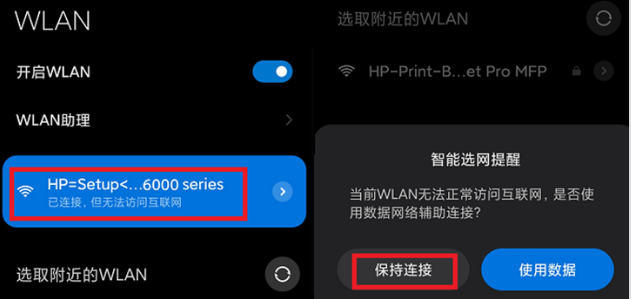 WLAN
开启WLAN
WLAN助理
HP=Setup<...6000 series
已连接，但无法访问互联网
选取附近的WLAN
选取附近的WLAN
HP-Print-B...et Pro MFP
智能选网提醒
当前WLAN无法正常访问互联网，是否使
用数据网络辅助连接？
保持连接
使用数据